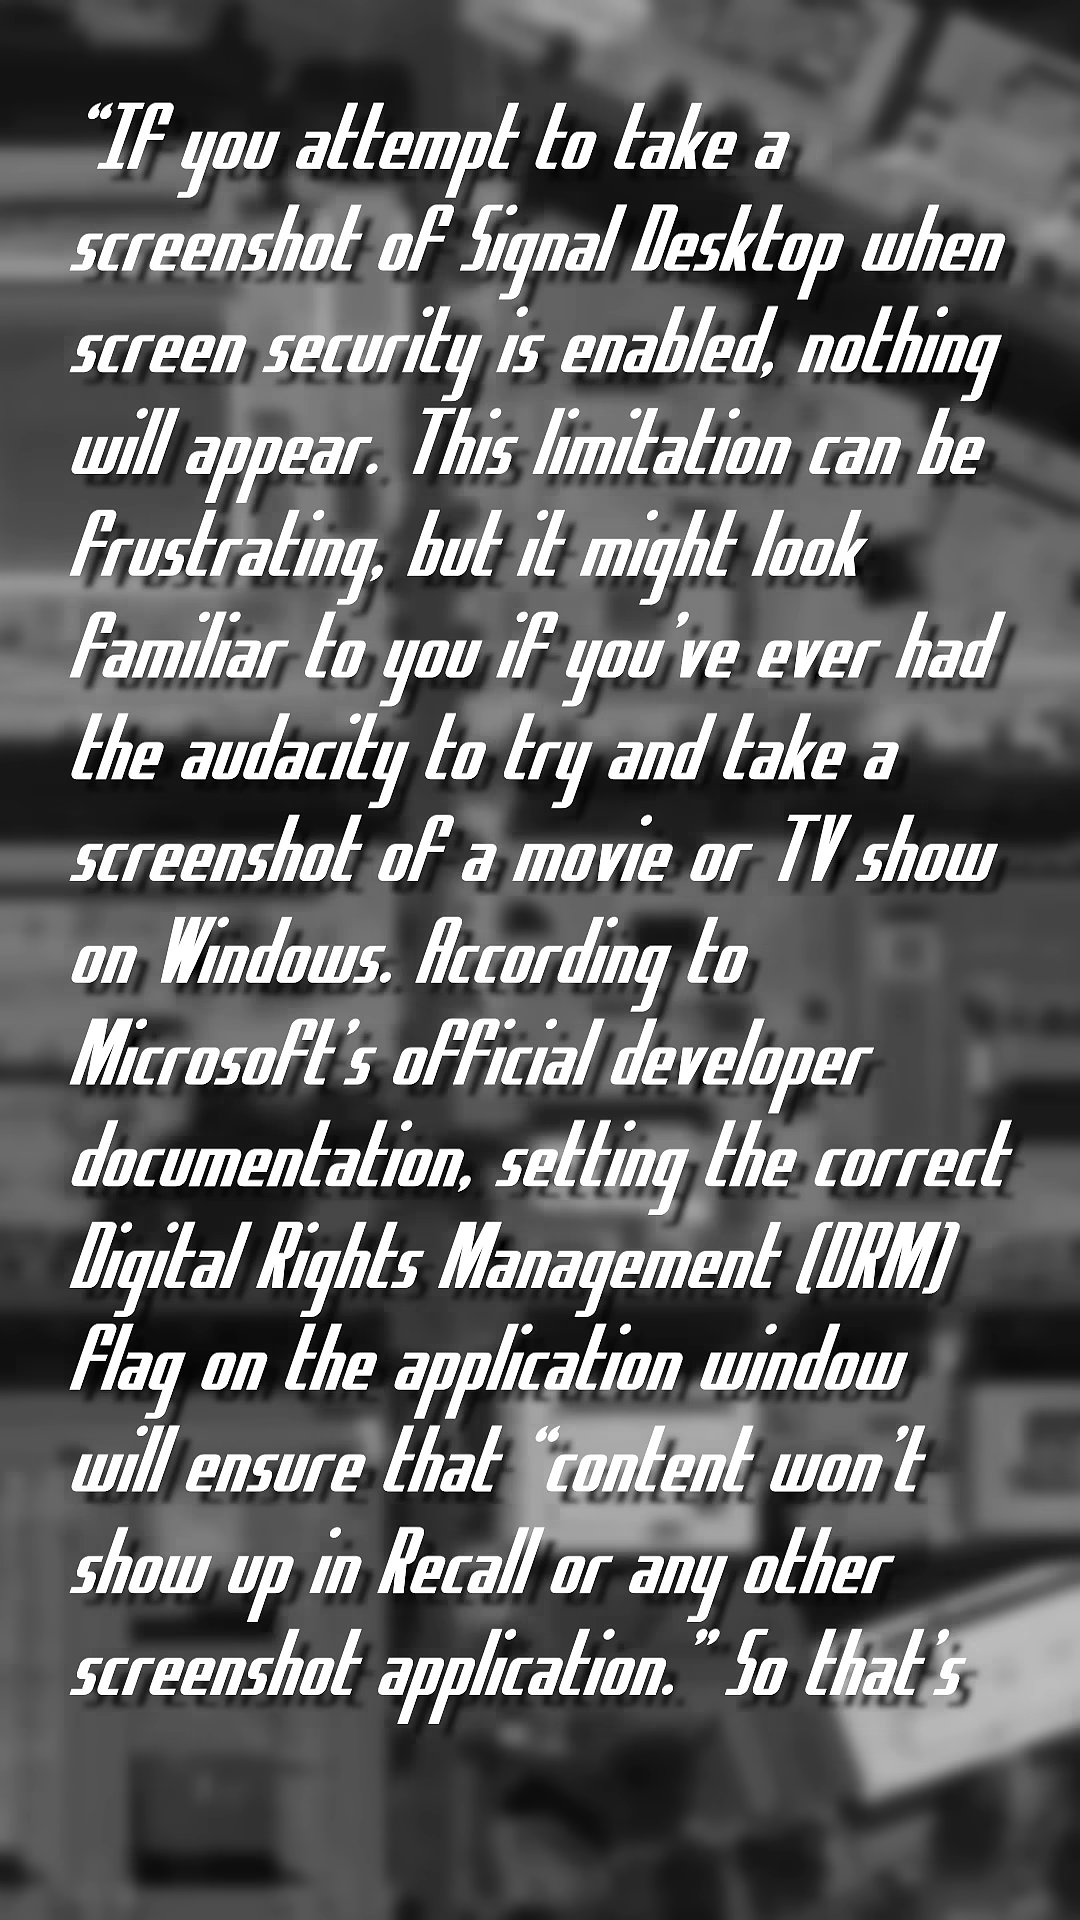 “If you attempt to take a
screenshot of Signal Desktop when
screen security is enabled, nothing
will appear. This limitation can be
frustrating, but it might look
familiar to you if you’ve ever had
the audacity to try and take a
screenshot of a movie or TV show
on Windows. According to
Microsoft’s official developer
documentation, setting the correct
Digital Rights Management (DRM)
flag on the application window
will ensure that “content won’t
show up in Recall or any other
screenshot application.” So that’s